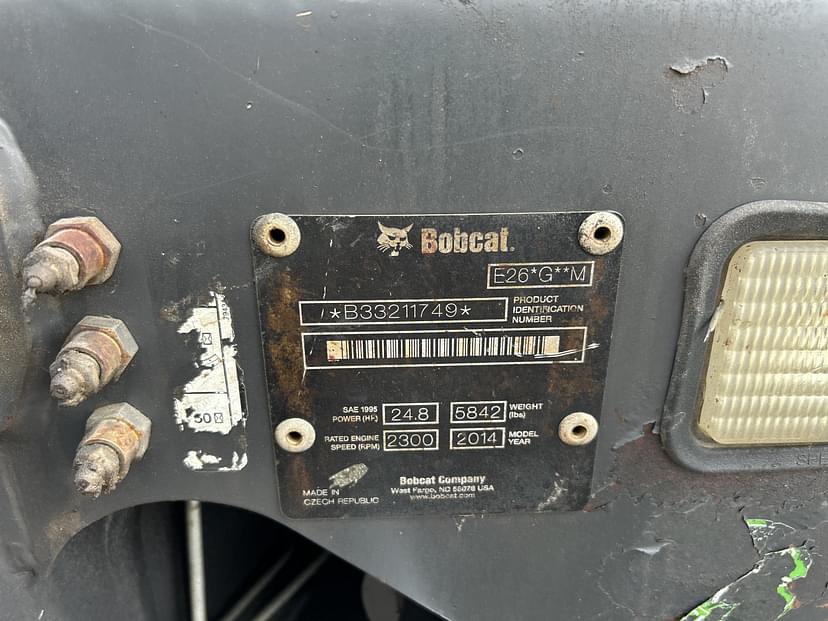 Bobcat.
E26*G**M
*B33211749*
PRODUCT IDENTIFICATION NUMBER
SAE 1995 POWER (HP) 24.8 5842 WEIGHT (lbs)
RATED ENGINE SPEED (RPM) 2300 2014 MODEL YEAR
Bobcat Company
West Fargo, ND 58078 USA
www.bobcat.com
MADE IN
CZECH REPUBLIC
50